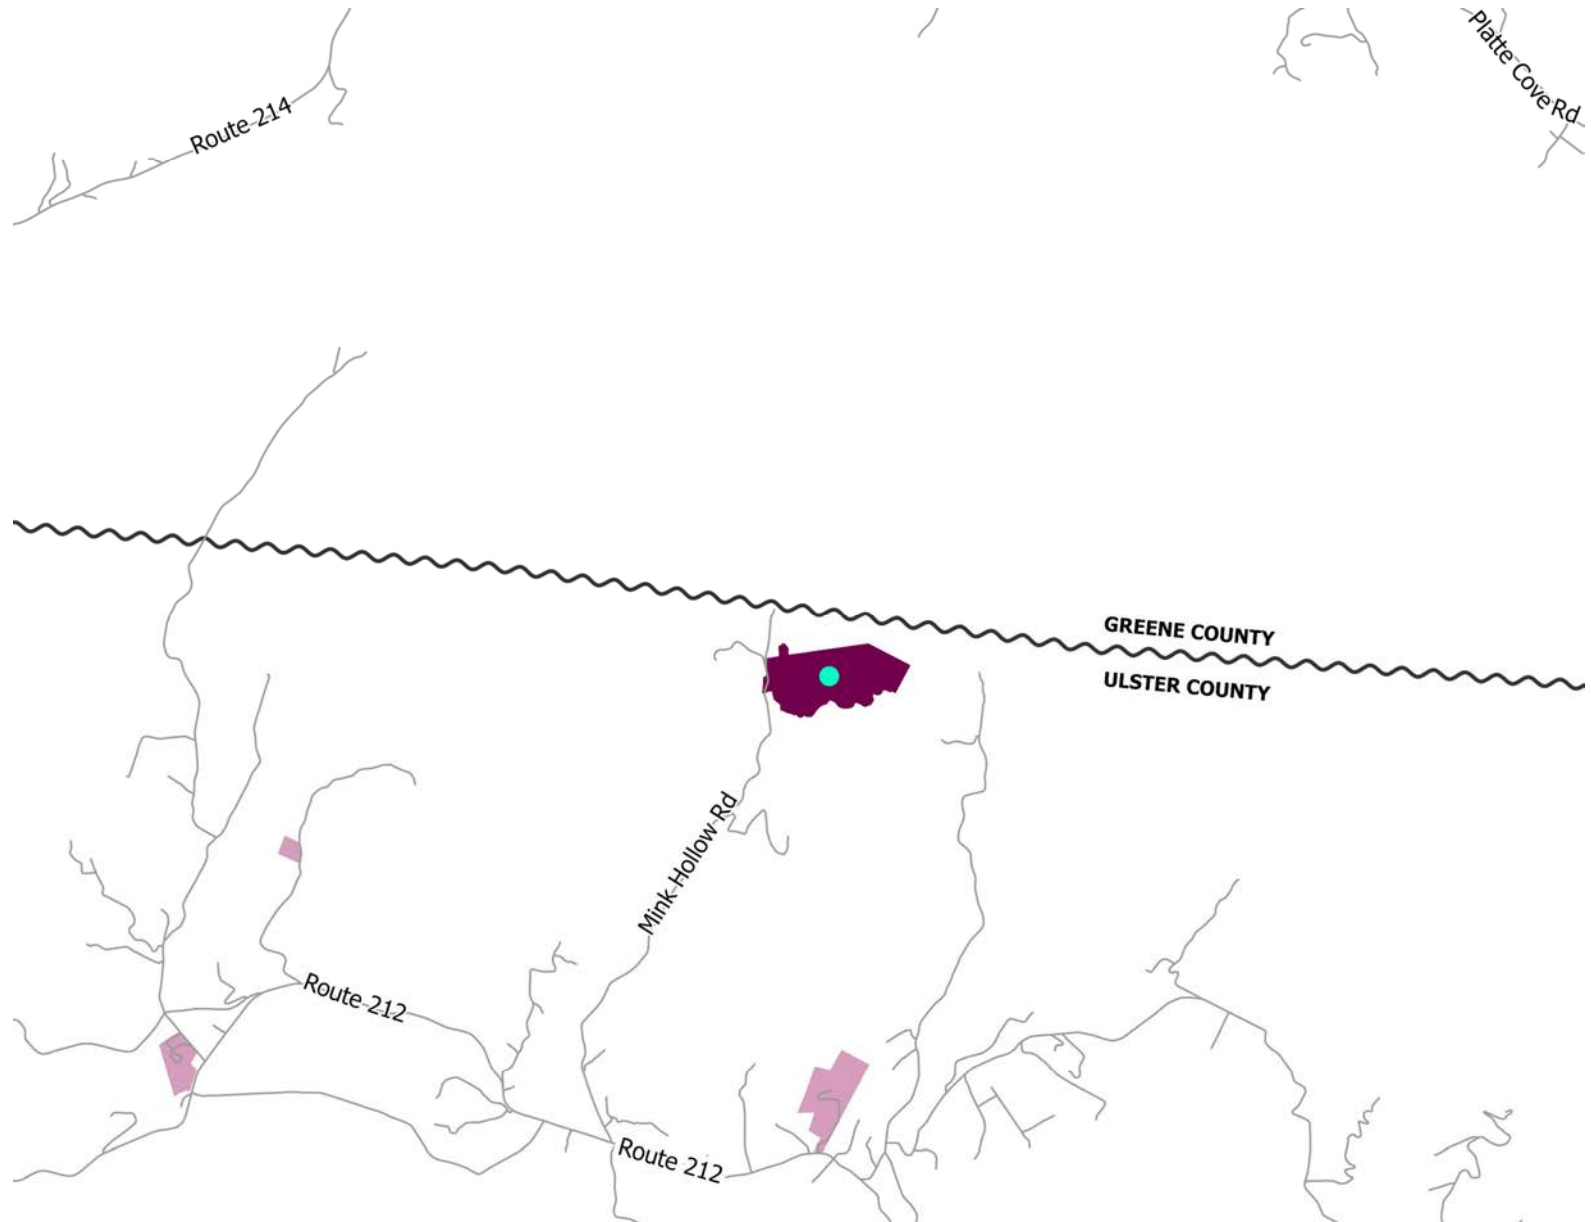 Platte Cove Rd
Route 214
GREENE COUNTY
ULSTER COUNTY
Mink Hollow Rd
Route 212
Route 212